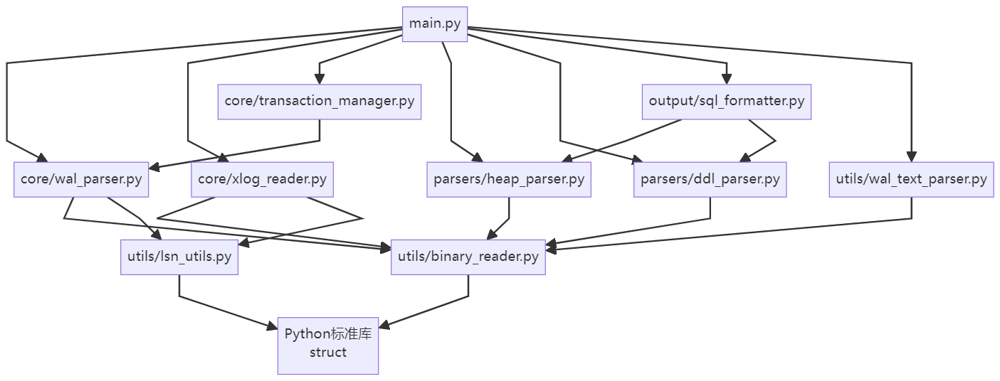 main.py
core/transaction_manager.py
output/sql_formatter.py
core/wal_parser.py
core/xlog_reader.py
parsers/heap_parser.py
parsers/ddl_parser.py
utils/wal_text_parser.py
utils/lsn_utils.py
utils/binary_reader.py
Python标准库
struct